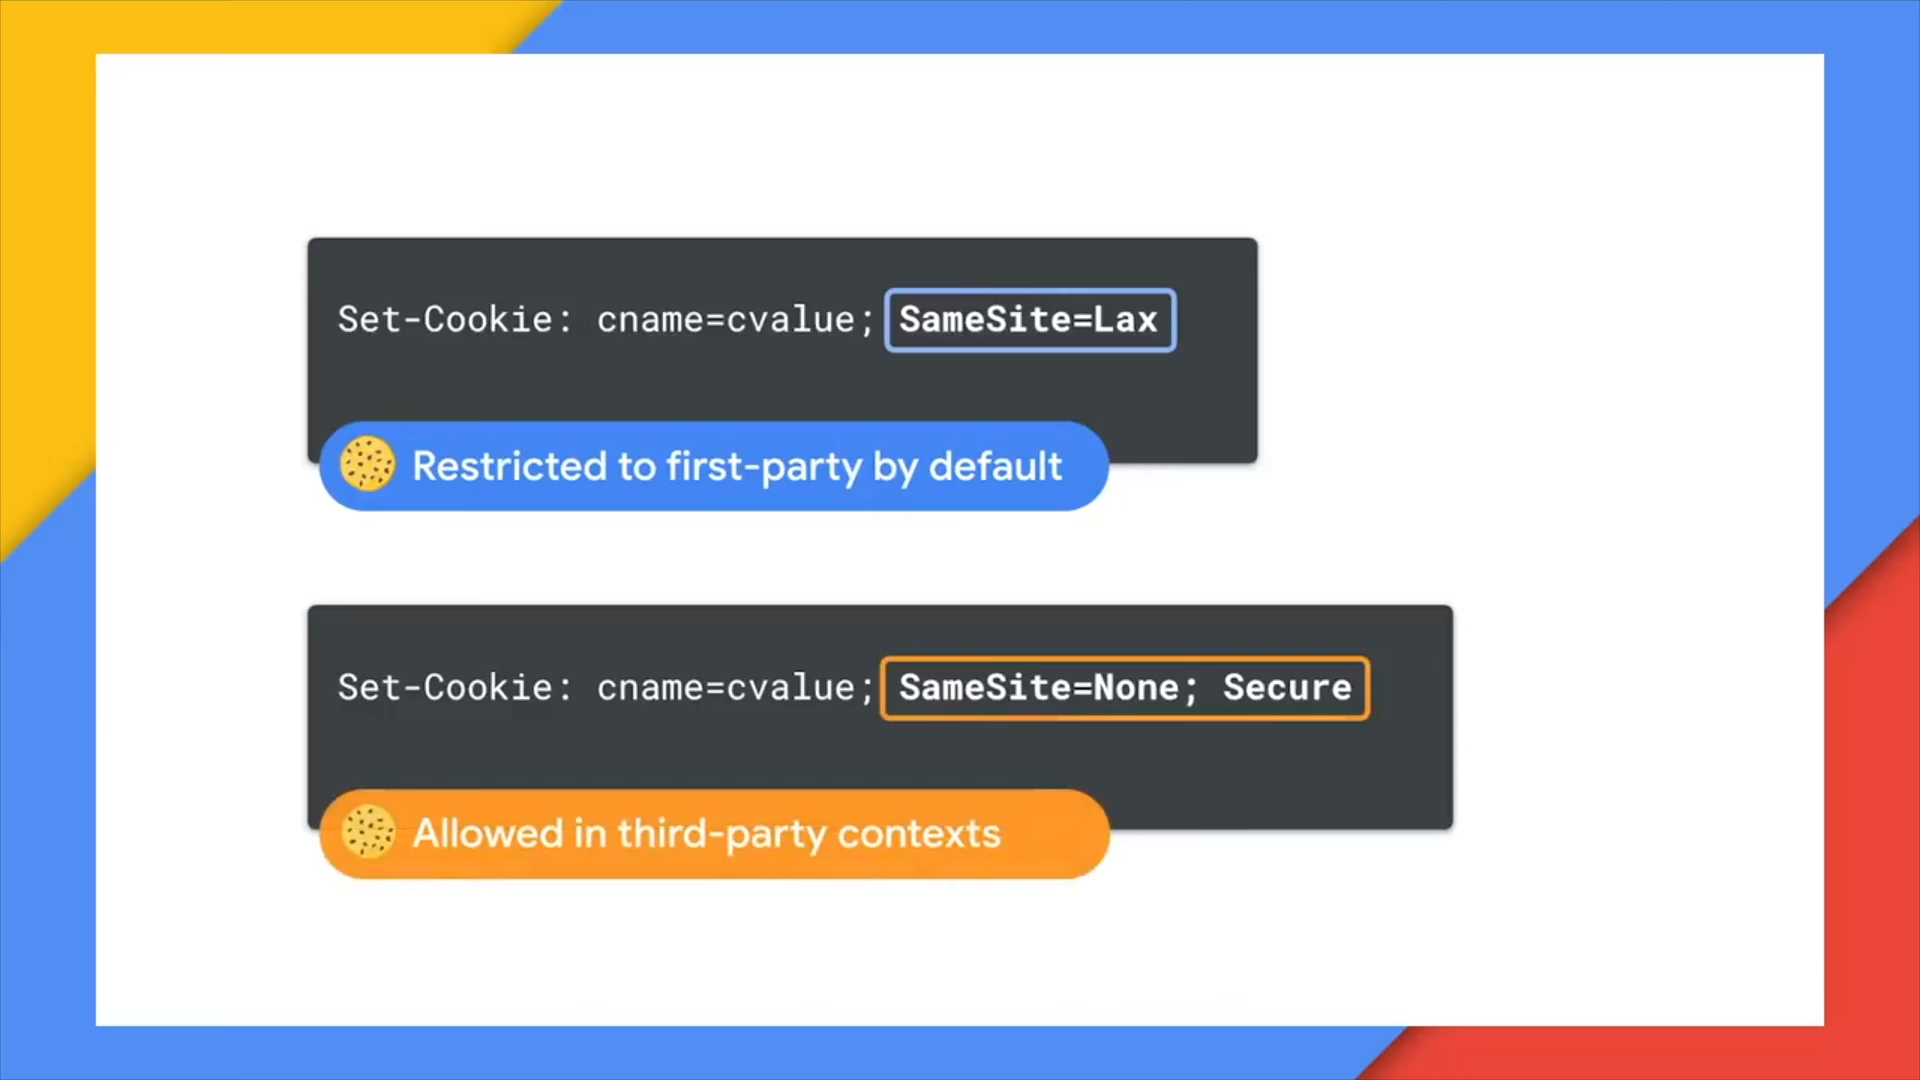 Set-Cookie: cname=cvalue; SameSite=Lax
Restricted to first-party by default
Set-Cookie: cname=cvalue; SameSite=None; Secure
Allowed in third-party contexts